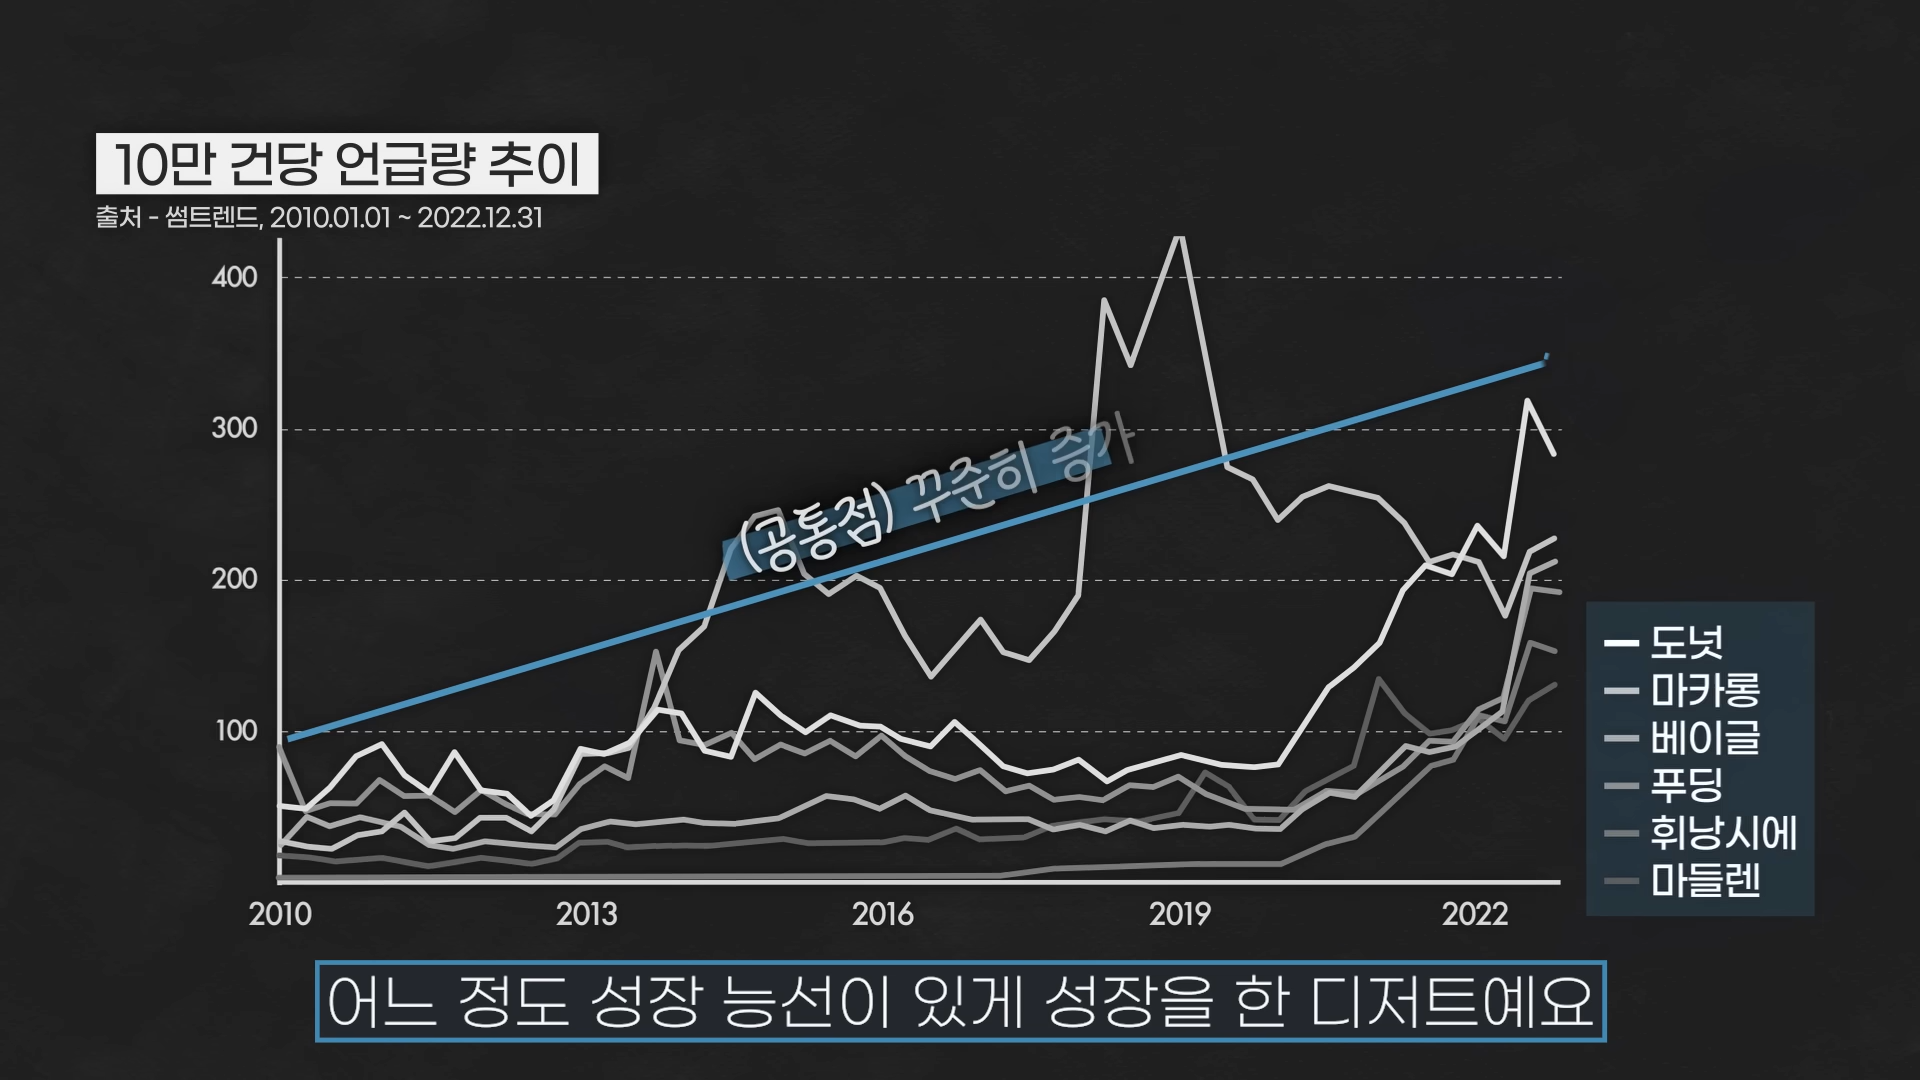 10만 건당 언급량 추이
출처 - 썸트렌드, 2010.01.01 ~ 2022.12.31
400
300
200
100
(공통점) 꾸준히 증가
2010 2013 2016 2019 2022
도넛
마카롱
베이글
푸딩
휘낭시에
마들렌
어느 정도 성장 능선이 있게 성장을 한 디저트예요